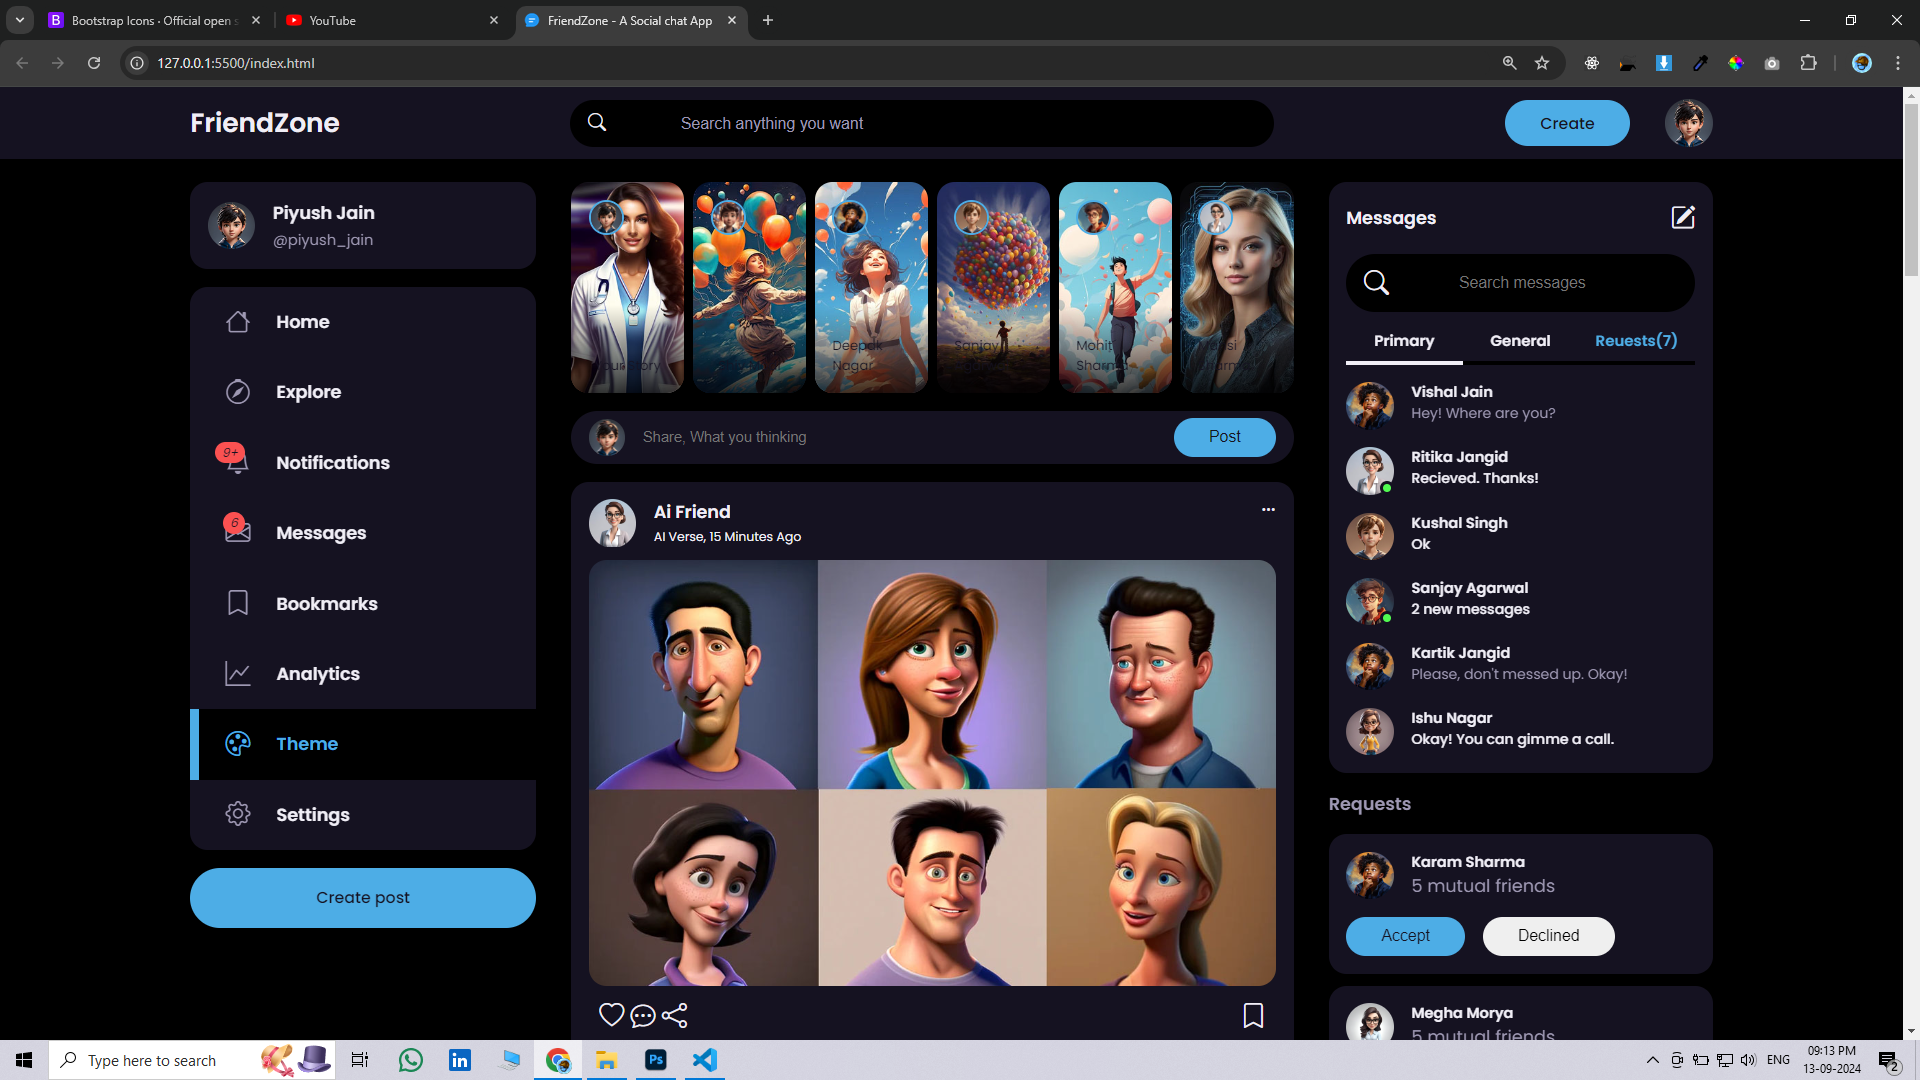 Bootstrap Icons · Official open s
YouTube
FriendZone - A Social chat App
127.0.0.1:5500/index.html
FriendZone
Search anything you want
Create
Piyush Jain
@piyush_jain
Home
Explore
9+
Notifications
6
Messages
Bookmarks
Analytics
Theme
Settings
Create post
Your Story
Deepak
Nagar
Sanjay
Mohit
Sharma
Share, What you thinking
Post
Ai Friend
AI Verse, 15 Minutes Ago
Messages
Search messages
Primary
General
Reuests(7)
Vishal Jain
Hey! Where are you?
Ritika Jangid
Recieved. Thanks!
Kushal Singh
Ok
Sanjay Agarwal
2 new messages
Kartik Jangid
Please, don't messed up. Okay!
Ishu Nagar
Okay! You can gimme a call.
Requests
Karam Sharma
5 mutual friends
Accept
Declined
Megha Morya
5 mutual friends
Type here to search
Ps
ENG
09:13 PM
13-09-2024
2